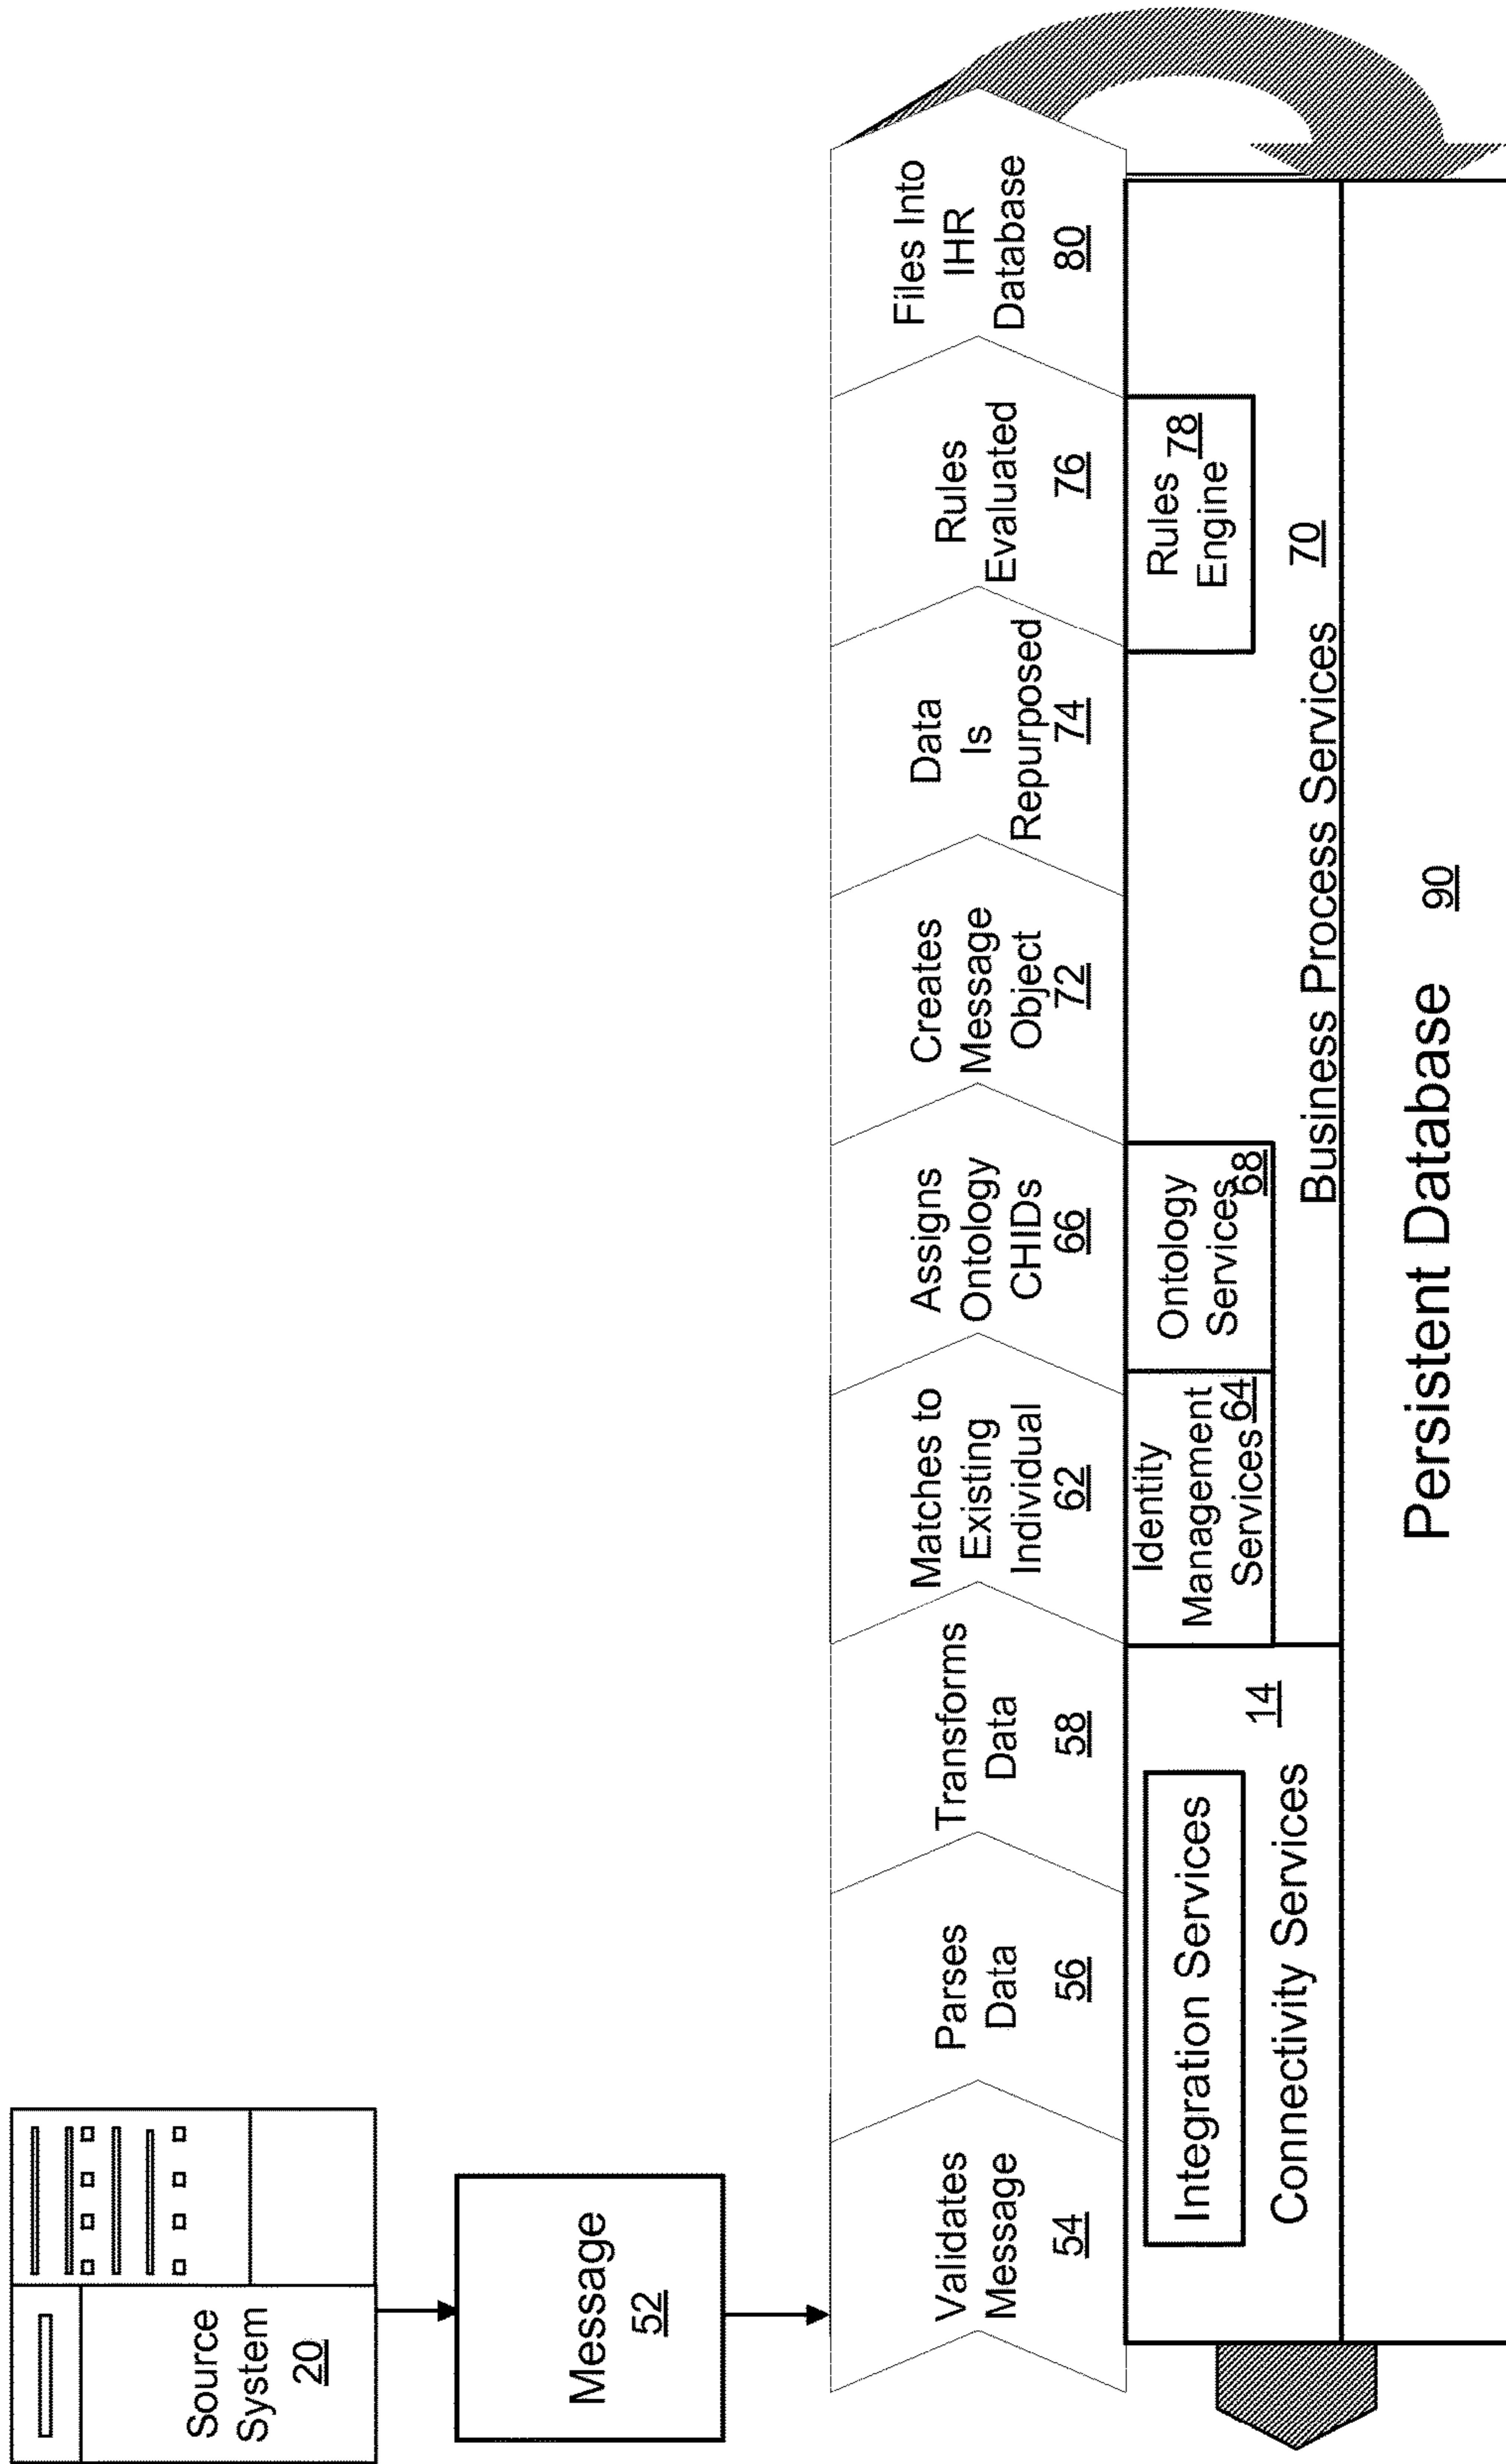 Source
System
20
Message
52
Validates
Message
54
Parses
Data
56
Transforms
Data
58
Matches to
Existing
Individual
62
Assigns
Ontology
CHIDs
66
Creates
Message
Object
72
Data
Is
Repurposed
74
Rules
Evaluated
76
Files Into
IHR
Database
80
Integration Services
14
Connectivity Services
Identity
Management
Services 64
Ontology
Services 68
Rules 78
Engine
Business Process Services 70
Persistent Database 90